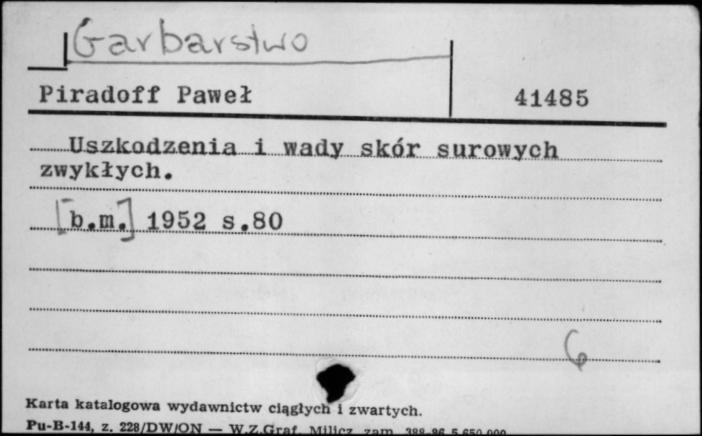 Garbarstwo
Piradoff Paweł 41485
Uszkodzenia i wady skór surowych
zwykłych.
[b.m.] 1952 s.80
6
Karta katalogowa wydawnictw ciągłych i zwartych.
Pu-B-144, z. 228/DW/ON — W.Z.Graf. Milicz zam.